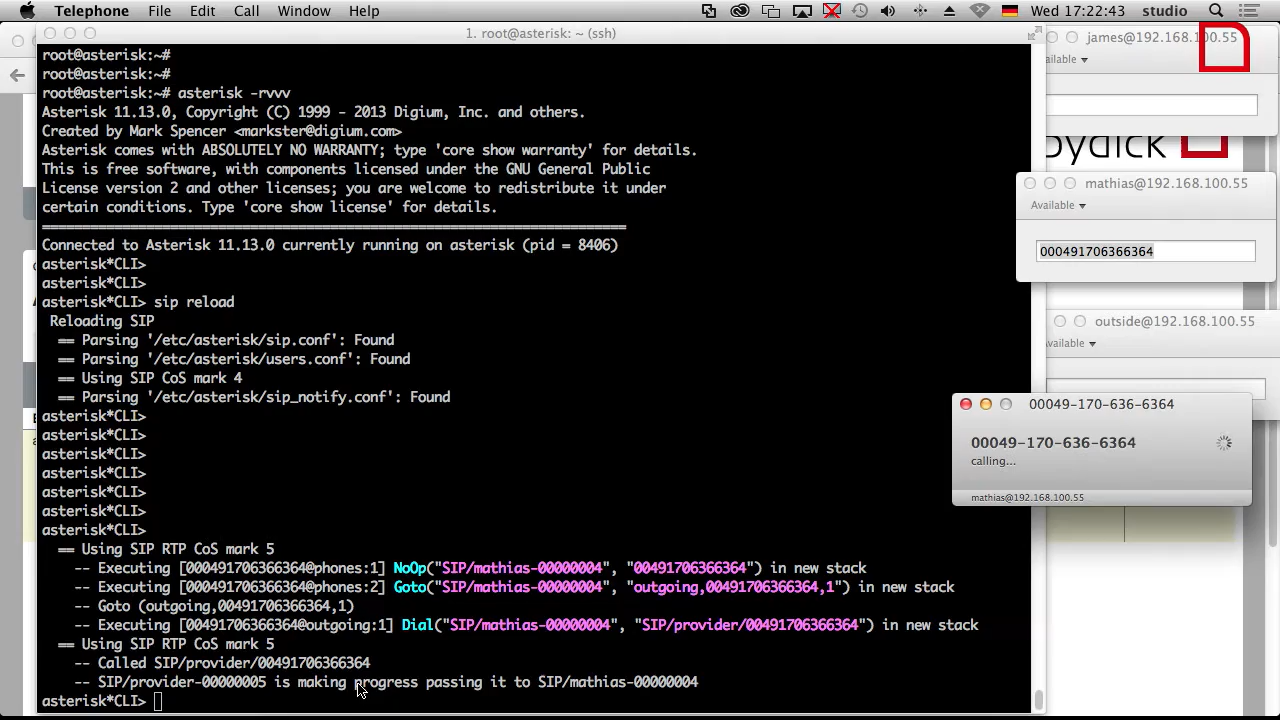 Telephone File Edit Call Window Help Wed 17:22:43 studio
1. root@asterisk: ~ (ssh)
root@asterisk:~#
root@asterisk:~#
root@asterisk:~# asterisk -rvvv
Asterisk 11.13.0, Copyright (C) 1999 - 2013 Digium, Inc. and others.
Created by Mark Spencer <markster@digium.com>
Asterisk comes with ABSOLUTELY NO WARRANTY; type 'core show warranty' for details.
This is free software, with components licensed under the GNU General Public
License version 2 and other licenses; you are welcome to redistribute it under
certain conditions. Type 'core show license' for details.
=========================================================================
Connected to Asterisk 11.13.0 currently running on asterisk (pid = 8406)
asterisk*CLI>
asterisk*CLI>
asterisk*CLI> sip reload
Reloading SIP
== Parsing '/etc/asterisk/sip.conf': Found
== Parsing '/etc/asterisk/users.conf': Found
== Using SIP CoS mark 4
== Parsing '/etc/asterisk/sip_notify.conf': Found
asterisk*CLI>
asterisk*CLI>
asterisk*CLI>
asterisk*CLI>
asterisk*CLI>
asterisk*CLI>
asterisk*CLI>
== Using SIP RTP CoS mark 5
-- Executing [000491706366364@phones:1] NoOp("SIP/mathias-00000004", "00491706366364") in new stack
-- Executing [000491706366364@phones:2] Goto("SIP/mathias-00000004", "outgoing,00491706366364,1") in new stack
-- Goto (outgoing,00491706366364,1)
-- Executing [00491706366364@outgoing:1] Dial("SIP/mathias-00000004", "SIP/provider/00491706366364") in new stack
== Using SIP RTP CoS mark 5
-- Called SIP/provider/00491706366364
-- SIP/provider-00000005 is making progress passing it to SIP/mathias-00000004
asterisk*CLI>
james@192.168.100.55
ailable
ydick
mathias@192.168.100.55
Available
000491706366364
outside@192.168.100.55
ailable
00049-170-636-6364
00049-170-636-6364
calling...
mathias@192.168.100.55